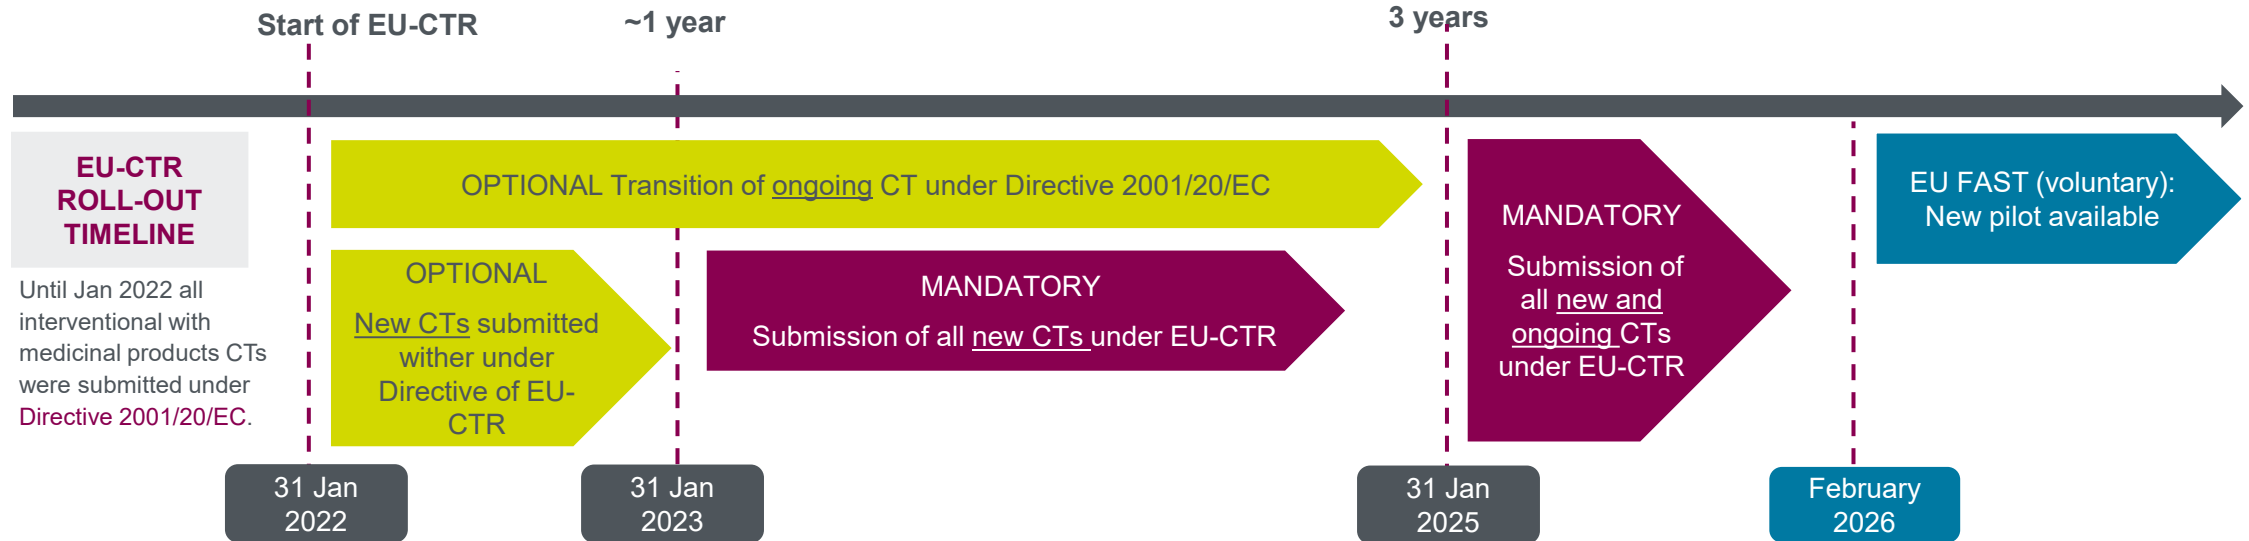 Start of EU-CTR
~1 year
3 years
EU-CTR
ROLL-OUT
TIMELINE
Until Jan 2022 all
interventional with
medicinal products CTs
were submitted under
Directive 2001/20/EC.
OPTIONAL Transition of ongoing CT under Directive 2001/20/EC
OPTIONAL
New CTs submitted
wither under
Directive of EU-
CTR
MANDATORY
Submission of all new CTs under EU-CTR
MANDATORY
Submission of
all new and
ongoing CTs
under EU-CTR
EU FAST (voluntary):
New pilot available
31 Jan
2022
31 Jan
2023
31 Jan
2025
February
2026